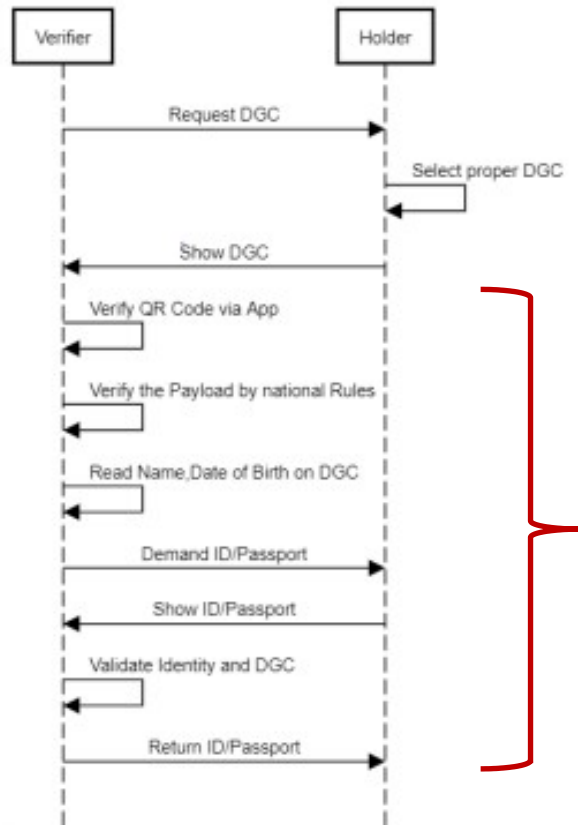 Verifier
Holder
Request DGC
Select proper DGC
Show DGC
Verify QR Code via App
Verify the Payload by national Rules
Read Name,Date of Birth on DGC
Demand ID/Passport
Show ID/Passport
Validate Identity and DGC
Return ID/Passport